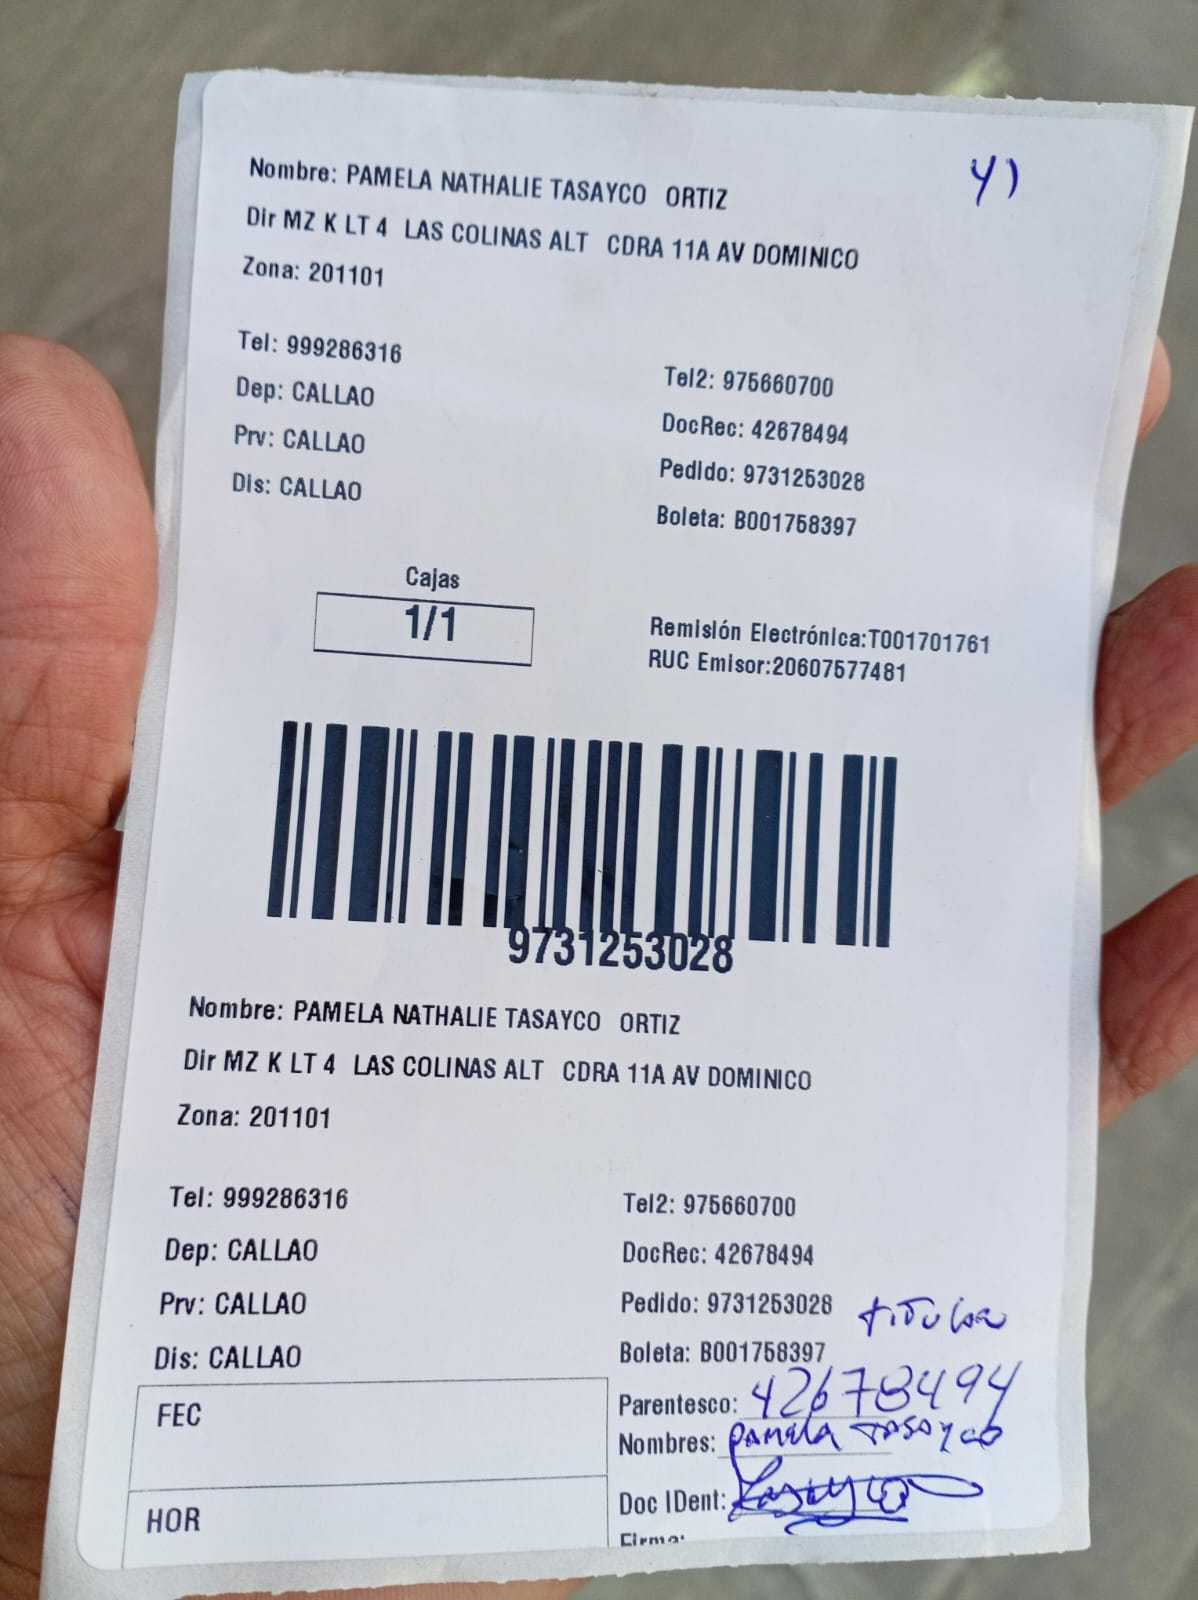 41
Nombre: PAMELA NATHALIE TASAYCO ORTIZ
Dir MZ K LT 4 LAS COLINAS ALT CDRA 11A AV DOMINICO
Zona: 201101
Tel: 999286316
Tel2: 975660700
Dep: CALLAO
DocRec: 42678494
Prv: CALLAO
Pedido: 9731253028
Dis: CALLAO
Boleta: B001758397
Cajas
1/1
Remisión Electrónica:T001701761
RUC Emisor:20607577481
9731253028
Nombre: PAMELA NATHALIE TASAYCO ORTIZ
Dir MZ K LT 4 LAS COLINAS ALT CDRA 11A AV DOMINICO
Zona: 201101
Tel: 999286316
Tel2: 975660700
Dep: CALLAO
DocRec: 42678494
Prv: CALLAO
Pedido: 9731253028 titular
Dis: CALLAO
Boleta: B001758397
FEC
Parentesco: 42678494
Nombres: Pamela Tasayco
HOR
Doc IDent: Tasayco
Firma: